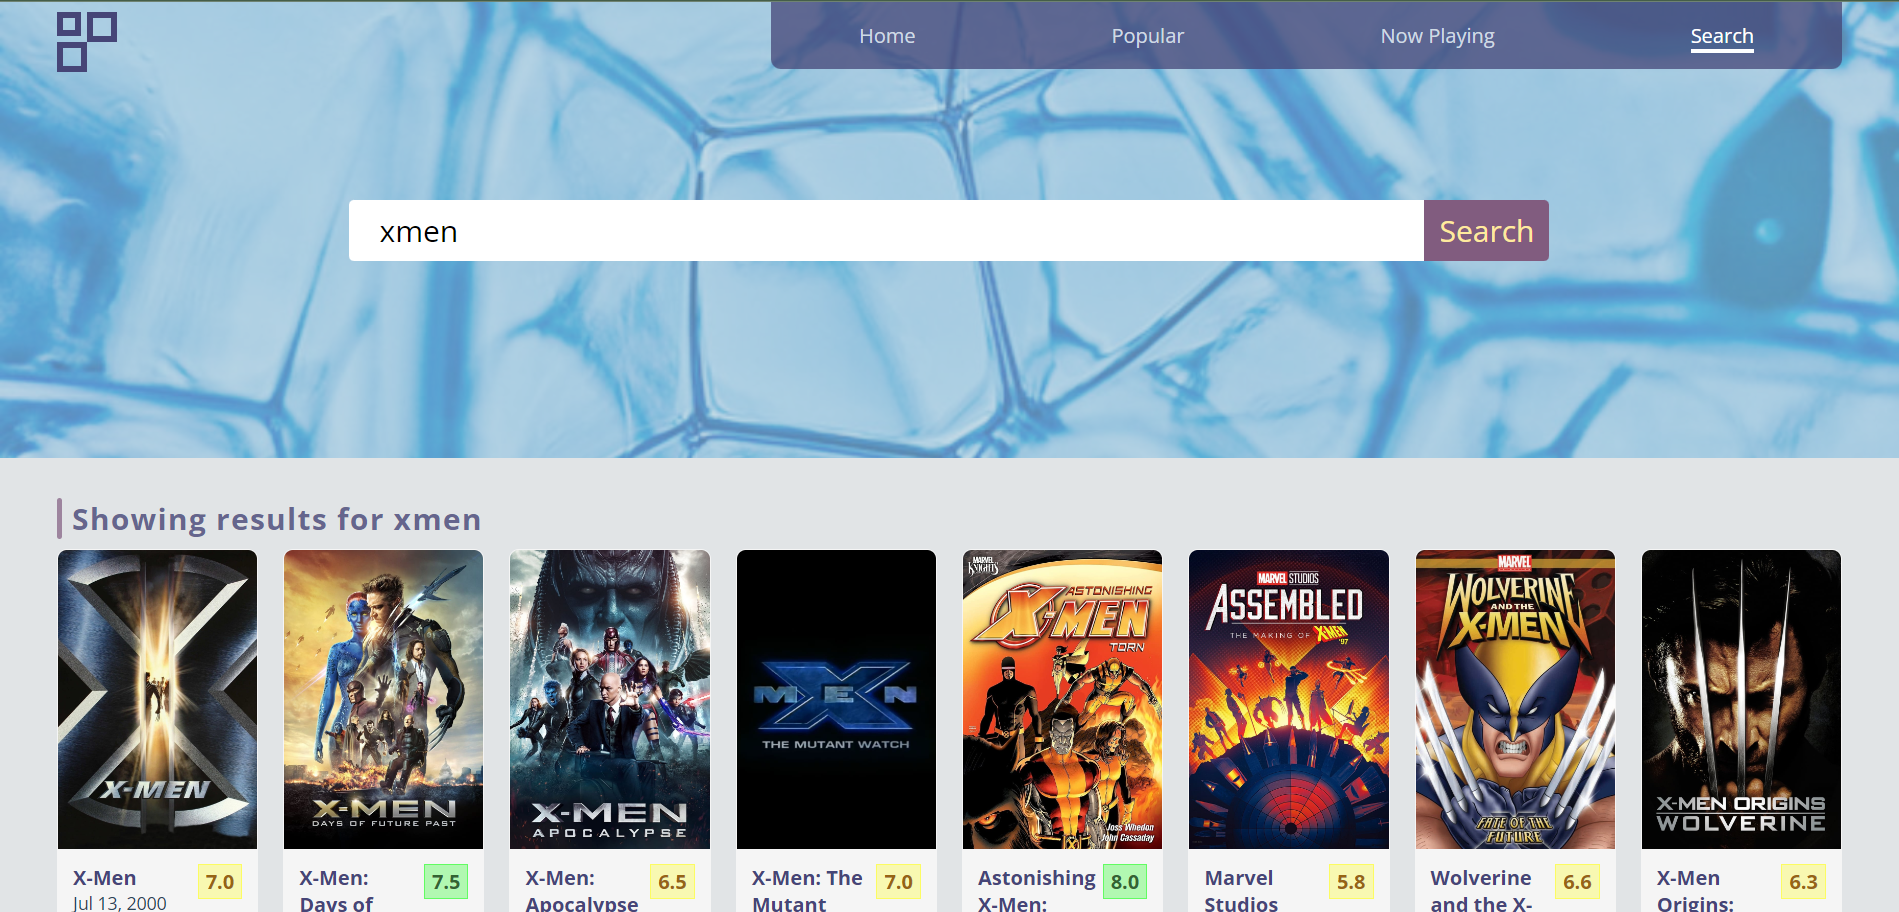 Home
Popular
Now Playing
Search
xmen
Search
Showing results for xmen
X-MEN
X-MEN
DAYS OF FUTURE PAST
X-MEN
APOCALYPSE
X MEN
THE MUTANT WATCH
MARVEL
KNIGHTS
ASTONISHING
X-MEN
TORN
Joss Whedon
John Cassaday
MARVEL STUDIOS
ASSEMBLED
THE MAKING OF X-MEN '97
MARVEL
WOLVERINE
AND THE
X-MEN
FATE OF THE
FUTURE
X-MEN ORIGINS
WOLVERINE
X-Men
7.0
Jul 13, 2000
X-Men:
Days of
7.5
X-Men:
Apocalypse
6.5
X-Men: The
Mutant
7.0
Astonishing
X-Men:
8.0
Marvel
Studios
5.8
Wolverine
and the X-
6.6
X-Men
Origins:
6.3